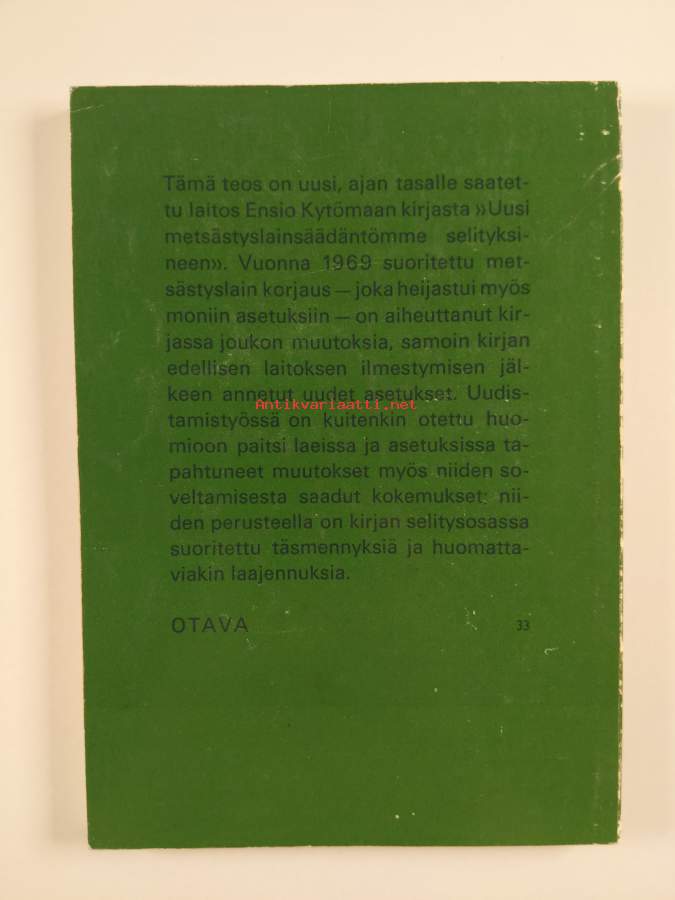 Tämä teos on uusi, ajan tasalle saatet-
tu laitos Ensio Kytömaan kirjasta »Uusi
metsästyslainsäädäntömme selityksi-
neen». Vuonna 1969 suoritettu met-
sästyslain korjaus — joka heijastui myös
moniin asetuksiin — on aiheuttanut kir-
jassa joukon muutoksia, samoin kirjan
edellisen laitoksen ilmestymisen jäl-
keen annetut uudet asetukset. Uudis-
Antikvariaatti.net
tamistyössä on kuitenkin otettu huo-
mioon paitsi laeissa ja asetuksissa ta-
pahtuneet muutokset myös niiden so-
veltamisesta saadut kokemukset; nii-
den perusteella on kirjan selitysosassa
suoritettu täsmennyksiä ja huomatta-
viakin laajennuksia.
OTAVA 33